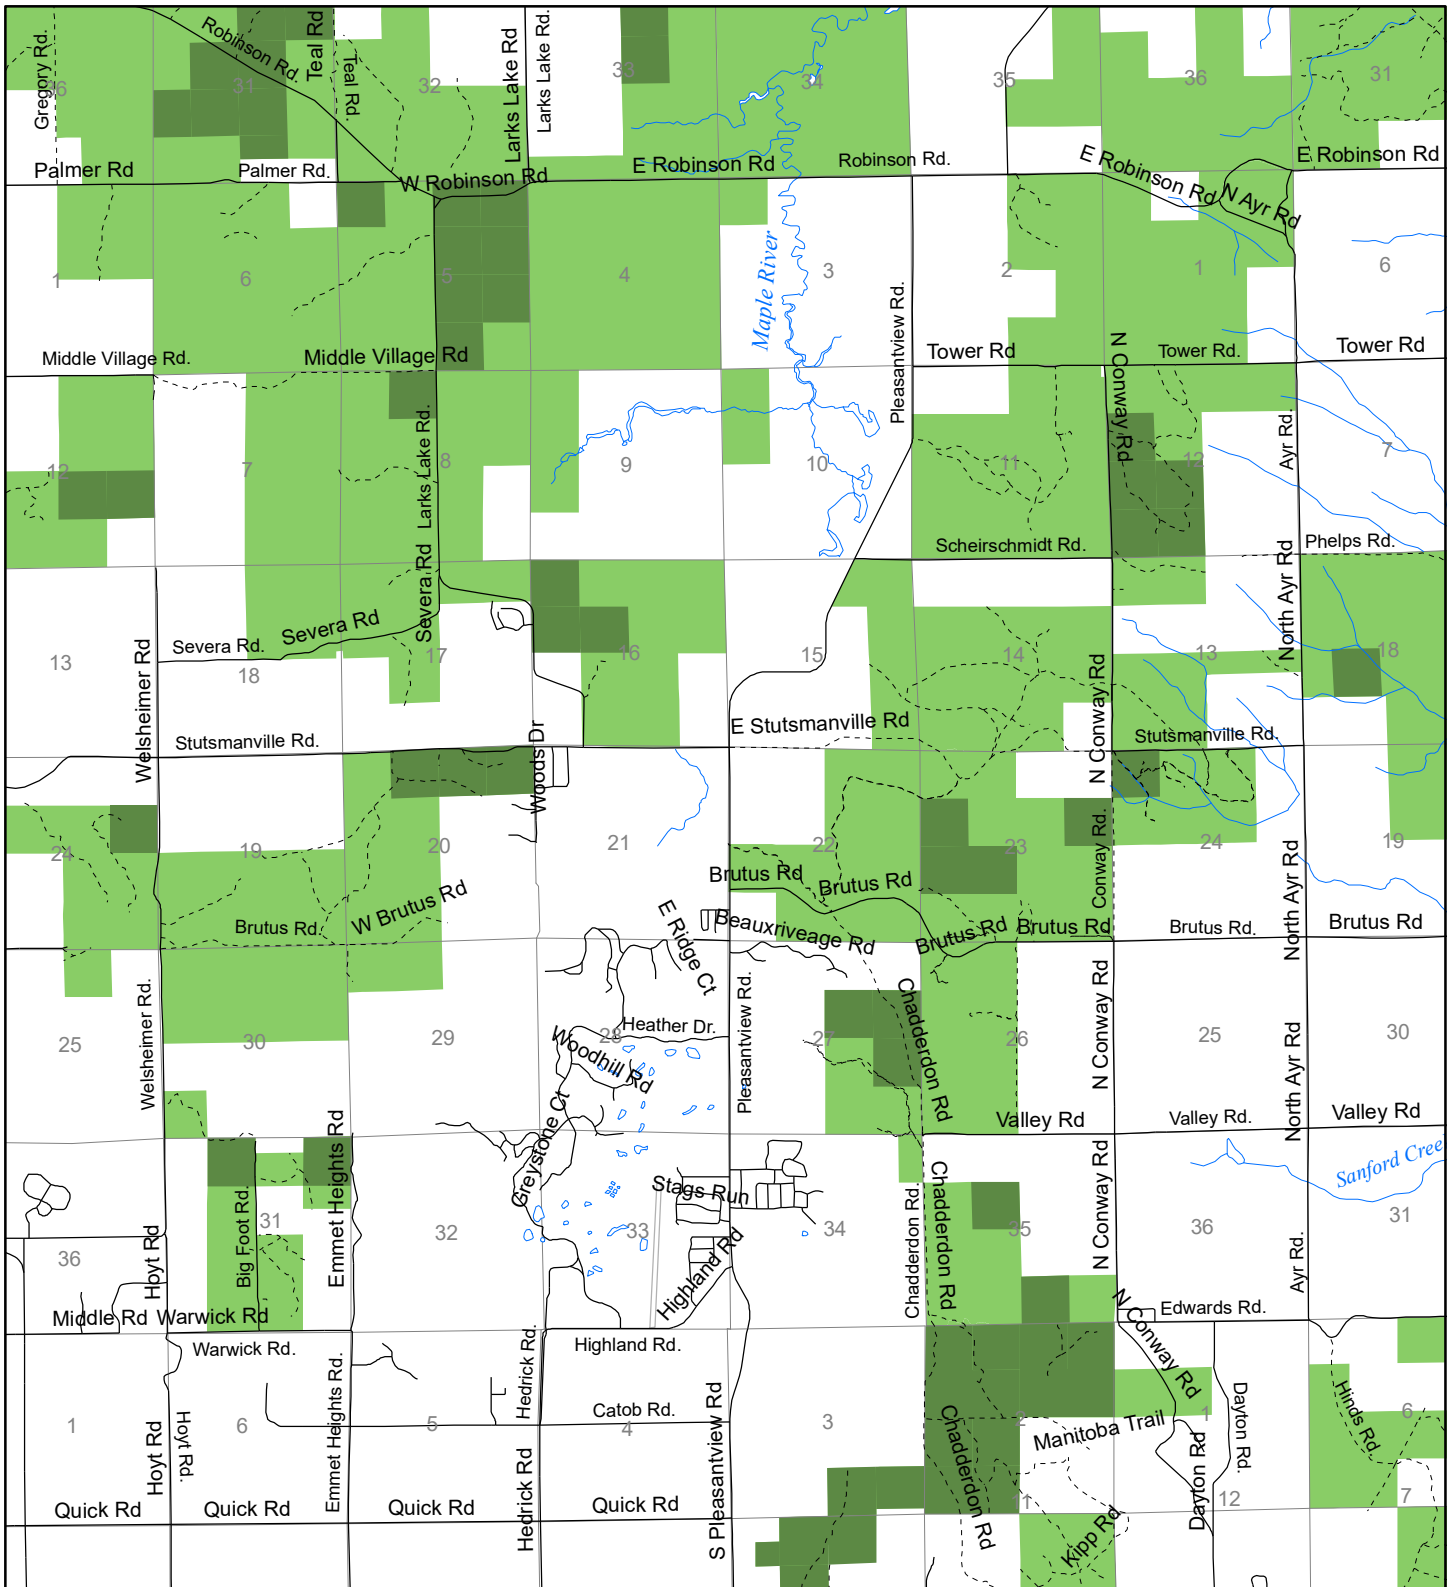 Gregory Rd.
Robinson Rd.
Teal Rd
Teal Rd.
Larks Lake Rd
Larks Lake Rd.
36
31
32
33
34
35
36
31
Palmer Rd
Palmer Rd.
W Robinson Rd
E Robinson Rd
Robinson Rd.
E Robinson Rd
N Ayr Rd
E Robinson Rd
1
6
5
4
3
2
1
6
Maple River
Pleasantview Rd.
Middle Village Rd.
Middle Village Rd
Tower Rd
Tower Rd.
Tower Rd
N Conway Rd
12
7
8
9
10
11
12
7
Larks Lake Rd.
Ayr Rd.
Scheirschmidt Rd.
Phelps Rd.
13
18
17
16
15
14
13
18
Welsheimer Rd
Severa Rd.
Severa Rd
Severa Rd
North Ayr Rd
N Conway Rd
Stutsmanville Rd.
E Stutsmanville Rd
Stutsmanville Rd.
Woods Dr
24
19
20
21
22
23
24
19
Conway Rd.
North Ayr Rd
Brutus Rd.
W Brutus Rd
Brutus Rd
Brutus Rd
Brutus Rd
Brutus Rd
Brutus Rd.
Brutus Rd
E Ridge Ct
Beauxriveage Rd
25
30
29
28
27
26
25
30
Welsheimer Rd.
Heather Dr.
Woodhill Rd
Pleasantview Rd.
Chadderdon Rd
N Conway Rd
North Ayr Rd
Valley Rd
Valley Rd.
Valley Rd
Greystone Ct
Emmet Heights Rd
Sanford Cree
36
31
32
33
34
35
36
31
Hoyt Rd
Big Foot Rd.
Stags Run
Highland Rd
Chadderdon Rd.
Chadderdon Rd
N Conway Rd
Ayr Rd.
Middle Rd
Warwick Rd
Edwards Rd.
Warwick Rd.
Highland Rd.
N Conway Rd
Hedrick Rd.
Emmet Heights Rd.
Catob Rd.
1
6
5
4
3
2
1
6
Hoyt Rd
Hoyt Rd.
Hedrick Rd
S Pleasantview Rd
Chadderdon Rd
Manitoba Trail
Dayton Rd
Dayton Rd.
Hinds Rd.
Quick Rd
Quick Rd
Quick Rd
Quick Rd
Kipp Rd
11
12
7